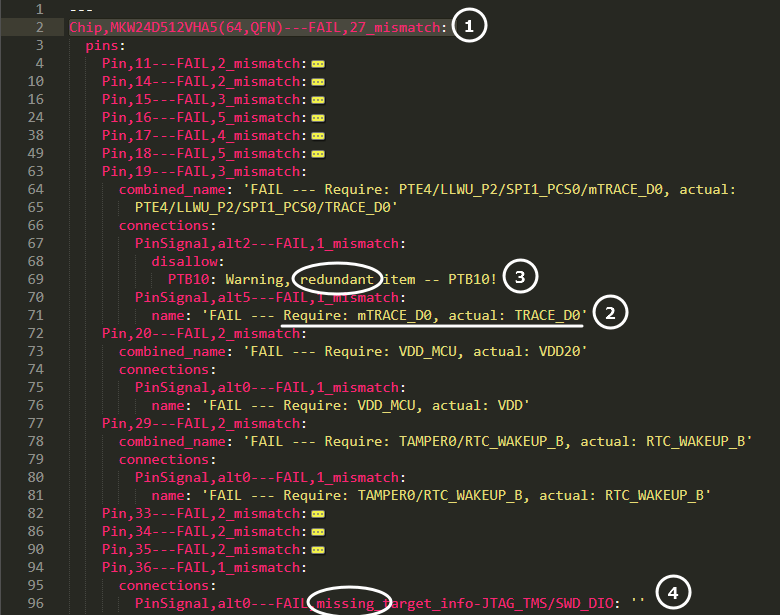 1 ---
2 Chip,MKW24D512VHA5(64,QFN)---FAIL,27_mismatch: 1
3 pins:
4 Pin,11---FAIL,2_mismatch:
10 Pin,14---FAIL,2_mismatch:
16 Pin,15---FAIL,3_mismatch:
24 Pin,16---FAIL,5_mismatch:
38 Pin,17---FAIL,4_mismatch:
49 Pin,18---FAIL,5_mismatch:
63 Pin,19---FAIL,3_mismatch:
64 combined_name: 'FAIL --- Require: PTE4/LLWU_P2/SPI1_PCS0/mTRACE_D0, actual:
65 PTE4/LLWU_P2/SPI1_PCS0/TRACE_D0'
66 connections:
67 PinSignal,alt2---FAIL,1_mismatch:
68 disallow:
69 PTB10: Warning, redundant item -- PTB10! 3
70 PinSignal,alt5---FAIL,1_mismatch:
71 name: 'FAIL --- Require: mTRACE_D0, actual: TRACE_D0' 2
72 Pin,20---FAIL,2_mismatch:
73 combined_name: 'FAIL --- Require: VDD_MCU, actual: VDD20'
74 connections:
75 PinSignal,alt0---FAIL,1_mismatch:
76 name: 'FAIL --- Require: VDD_MCU, actual: VDD'
77 Pin,29---FAIL,2_mismatch:
78 combined_name: 'FAIL --- Require: TAMPER0/RTC_WAKEUP_B, actual: RTC_WAKEUP_B'
79 connections:
80 PinSignal,alt0---FAIL,1_mismatch:
81 name: 'FAIL --- Require: TAMPER0/RTC_WAKEUP_B, actual: RTC_WAKEUP_B'
82 Pin,33---FAIL,2_mismatch:
86 Pin,34---FAIL,2_mismatch:
90 Pin,35---FAIL,2_mismatch:
94 Pin,36---FAIL,1_mismatch:
95 connections:
96 PinSignal,alt0---FAIL,missing_target_info-JTAG_TMS/SWD_DIO: '' 4